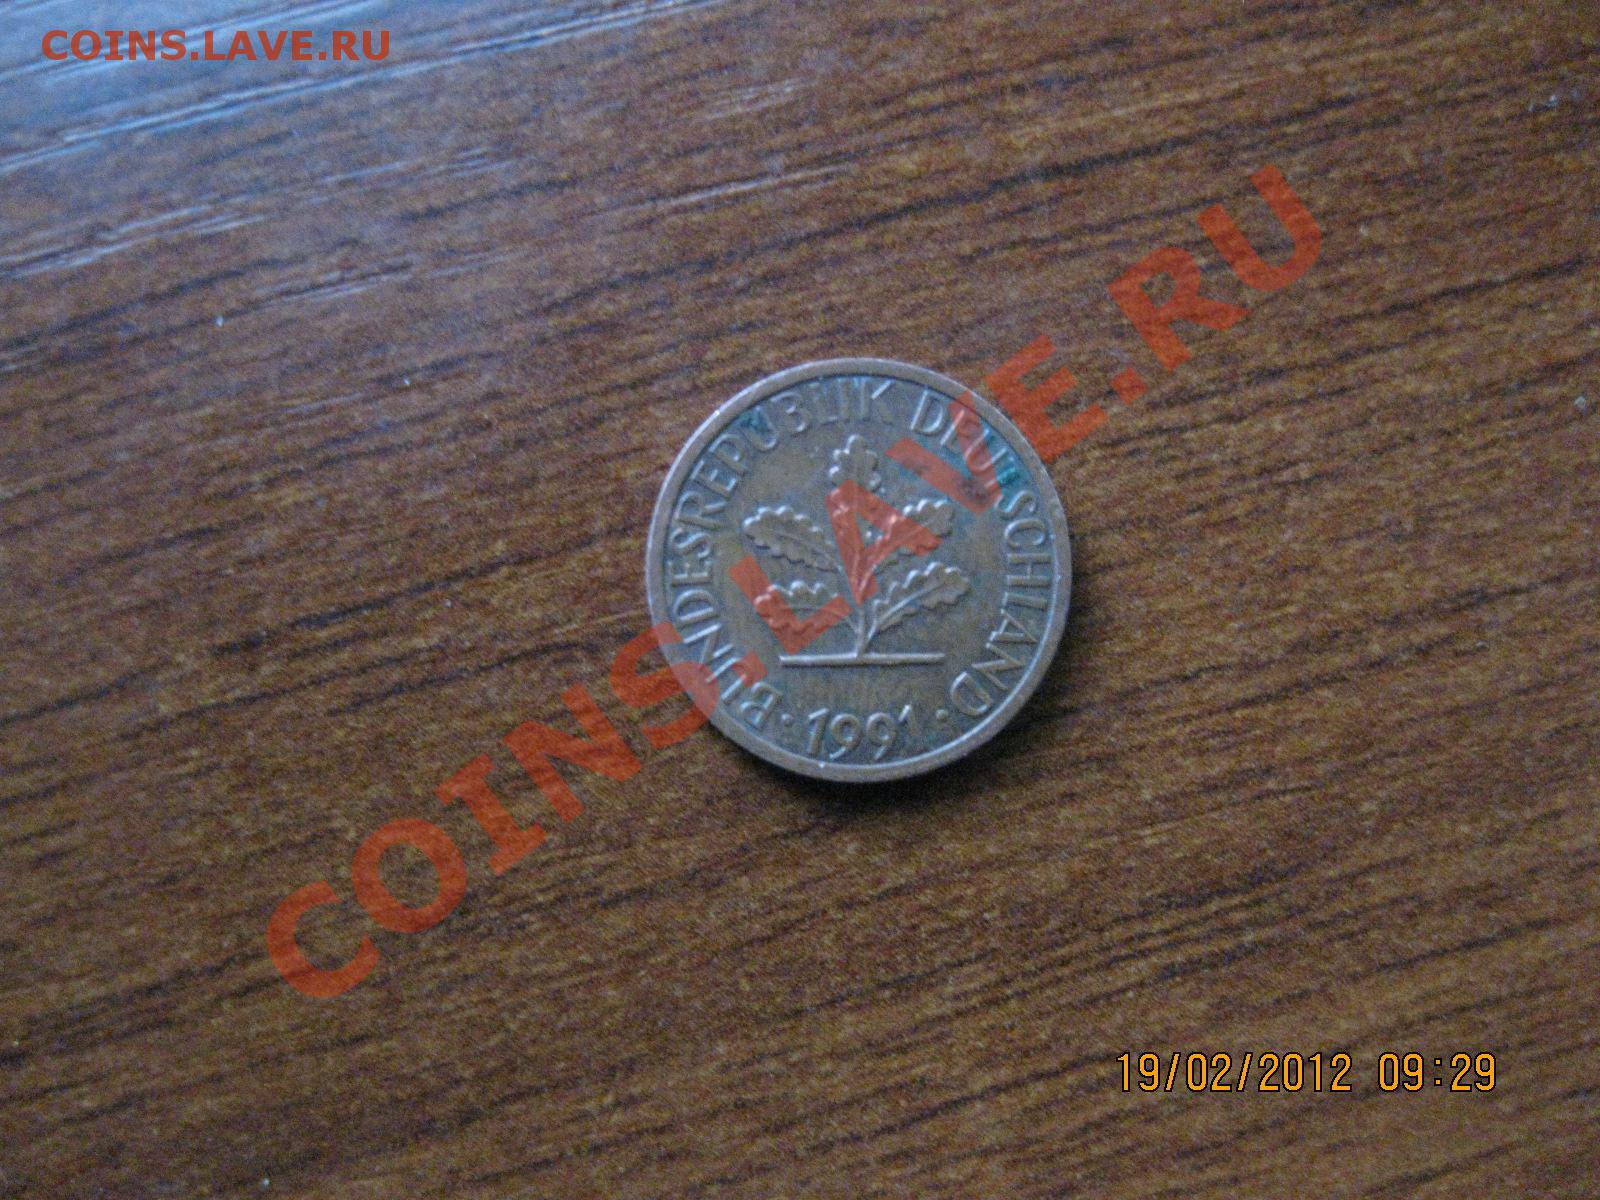 COINS.LAVE.RU
COINS.LAVE.RU
BUNDESREPUBLIK DEUTSCHLAND
· 1991 ·
19/02/2012 09:29